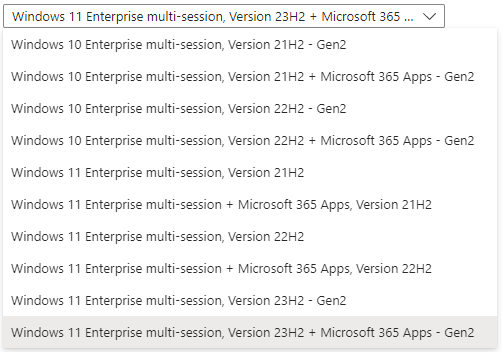 Windows 11 Enterprise multi-session, Version 23H2 + Microsoft 365 ...
Windows 10 Enterprise multi-session, Version 21H2 - Gen2
Windows 10 Enterprise multi-session, Version 21H2 + Microsoft 365 Apps - Gen2
Windows 10 Enterprise multi-session, Version 22H2 - Gen2
Windows 10 Enterprise multi-session, Version 22H2 + Microsoft 365 Apps - Gen2
Windows 11 Enterprise multi-session, Version 21H2
Windows 11 Enterprise multi-session + Microsoft 365 Apps, Version 21H2
Windows 11 Enterprise multi-session, Version 22H2
Windows 11 Enterprise multi-session + Microsoft 365 Apps, Version 22H2
Windows 11 Enterprise multi-session, Version 23H2 - Gen2
Windows 11 Enterprise multi-session, Version 23H2 + Microsoft 365 Apps - Gen2